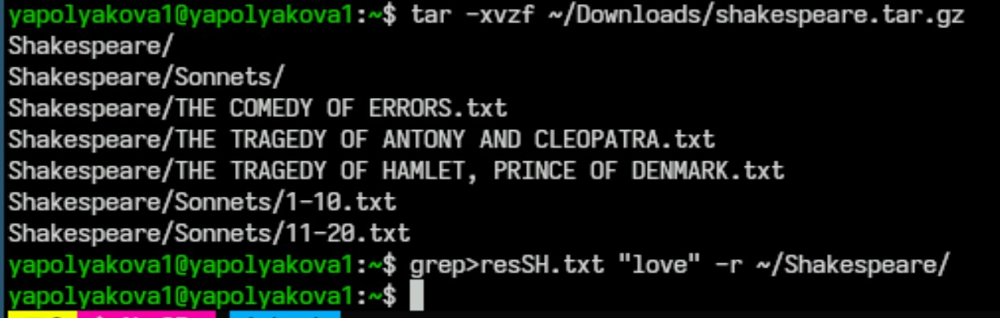 yapolyakova1@yapolyakova1:~$ tar -xvzf ~/Downloads/shakespeare.tar.gz
Shakespeare/
Shakespeare/Sonnets/
Shakespeare/THE COMEDY OF ERRORS.txt
Shakespeare/THE TRAGEDY OF ANTONY AND CLEOPATRA.txt
Shakespeare/THE TRAGEDY OF HAMLET, PRINCE OF DENMARK.txt
Shakespeare/Sonnets/1-10.txt
Shakespeare/Sonnets/11-20.txt
yapolyakova1@yapolyakova1:~$ grep>resSH.txt "love" -r ~/Shakespeare/
yapolyakova1@yapolyakova1:~$